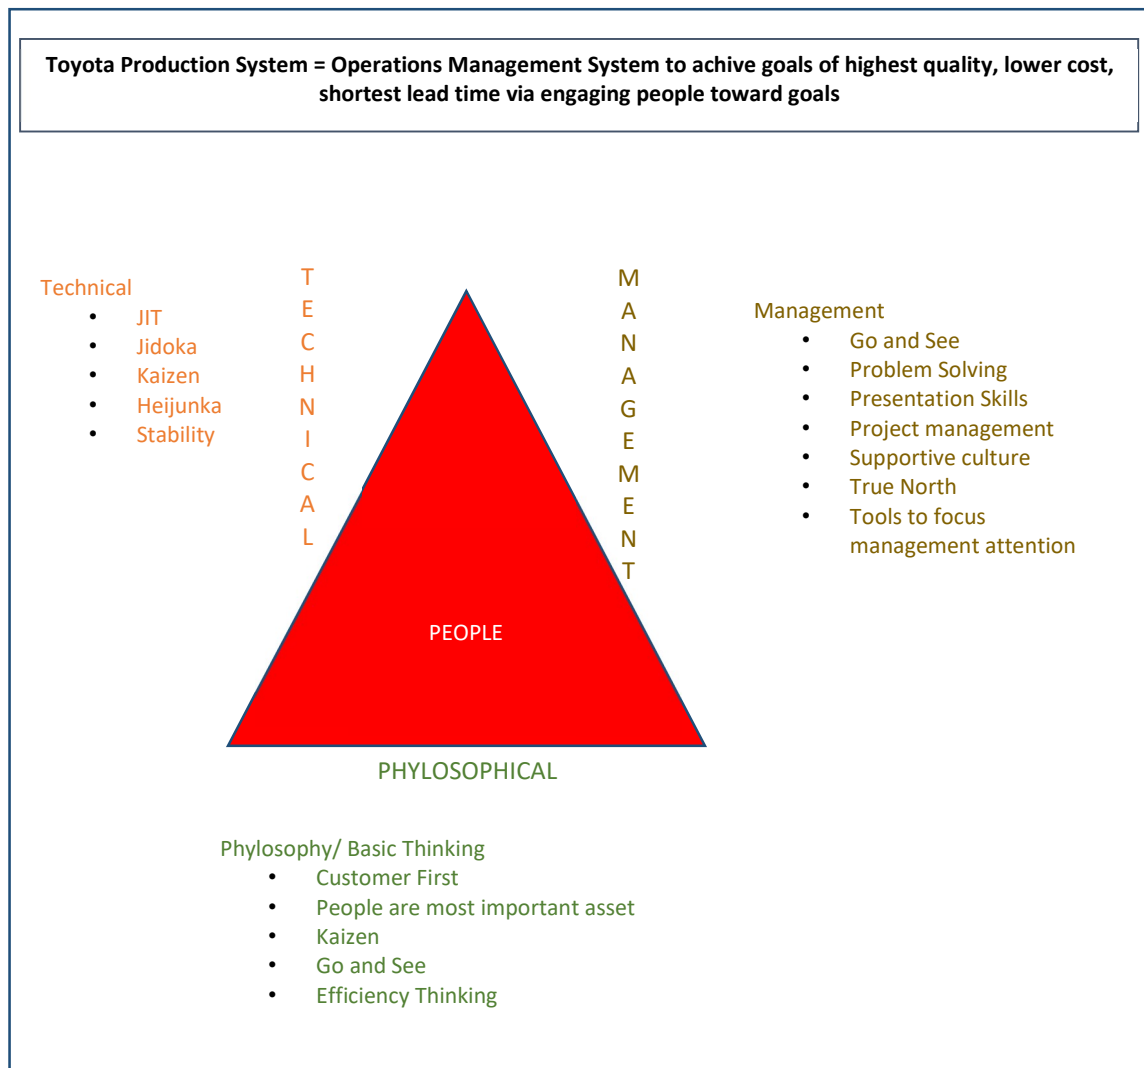 Toyota Production System = Operations Management System to achive goals of highest quality, lower cost,
shortest lead time via engaging people toward goals
Technical
• JIT
• Jidoka
• Kaizen
• Heijunka
• Stability
TECHNICAL
MANAGEMENT
Management
• Go and See
• Problem Solving
• Presentation Skills
• Project management
• Supportive culture
• True North
• Tools to focus
management attention
PEOPLE
PHYLOSOPHICAL
Phylosophy/ Basic Thinking
• Customer First
• People are most important asset
• Kaizen
• Go and See
• Efficiency Thinking